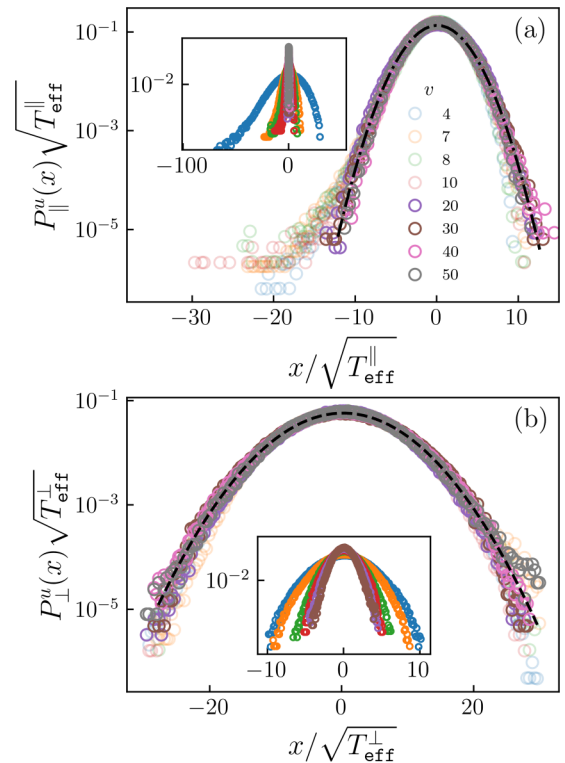 10⁻¹
(a)
10⁻²
v
4
7
8
10
20
30
40
50
10⁻³
−100
0
10⁻⁵
P^u_∥(x)√T^∥_eff
−30 −20 −10 0 10
x/√T^∥_eff
10⁻¹
(b)
10⁻³
10⁻²
10⁻⁵
−10 0 10
P^u_⊥(x)√T^⊥_eff
−20 0 20
x/√T^⊥_eff